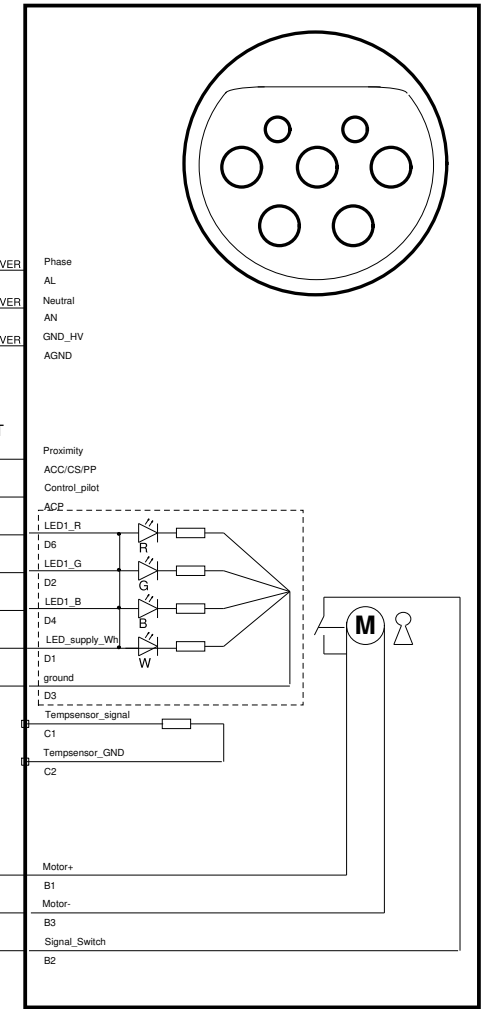 VER
Phase
AL
VER
Neutral
AN
VER
GND_HV
AGND
T
Proximity
ACC/CS/PP
Control_pilot
ACP
LED1_R
R
D6
LED1_G
G
D2
LED1_B
B
D4
LED_supply_Wh
W
D1
ground
D3
Tempsensor_signal
C1
Tempsensor_GND
C2
M
Motor+
B1
Motor-
B3
Signal_Switch
B2